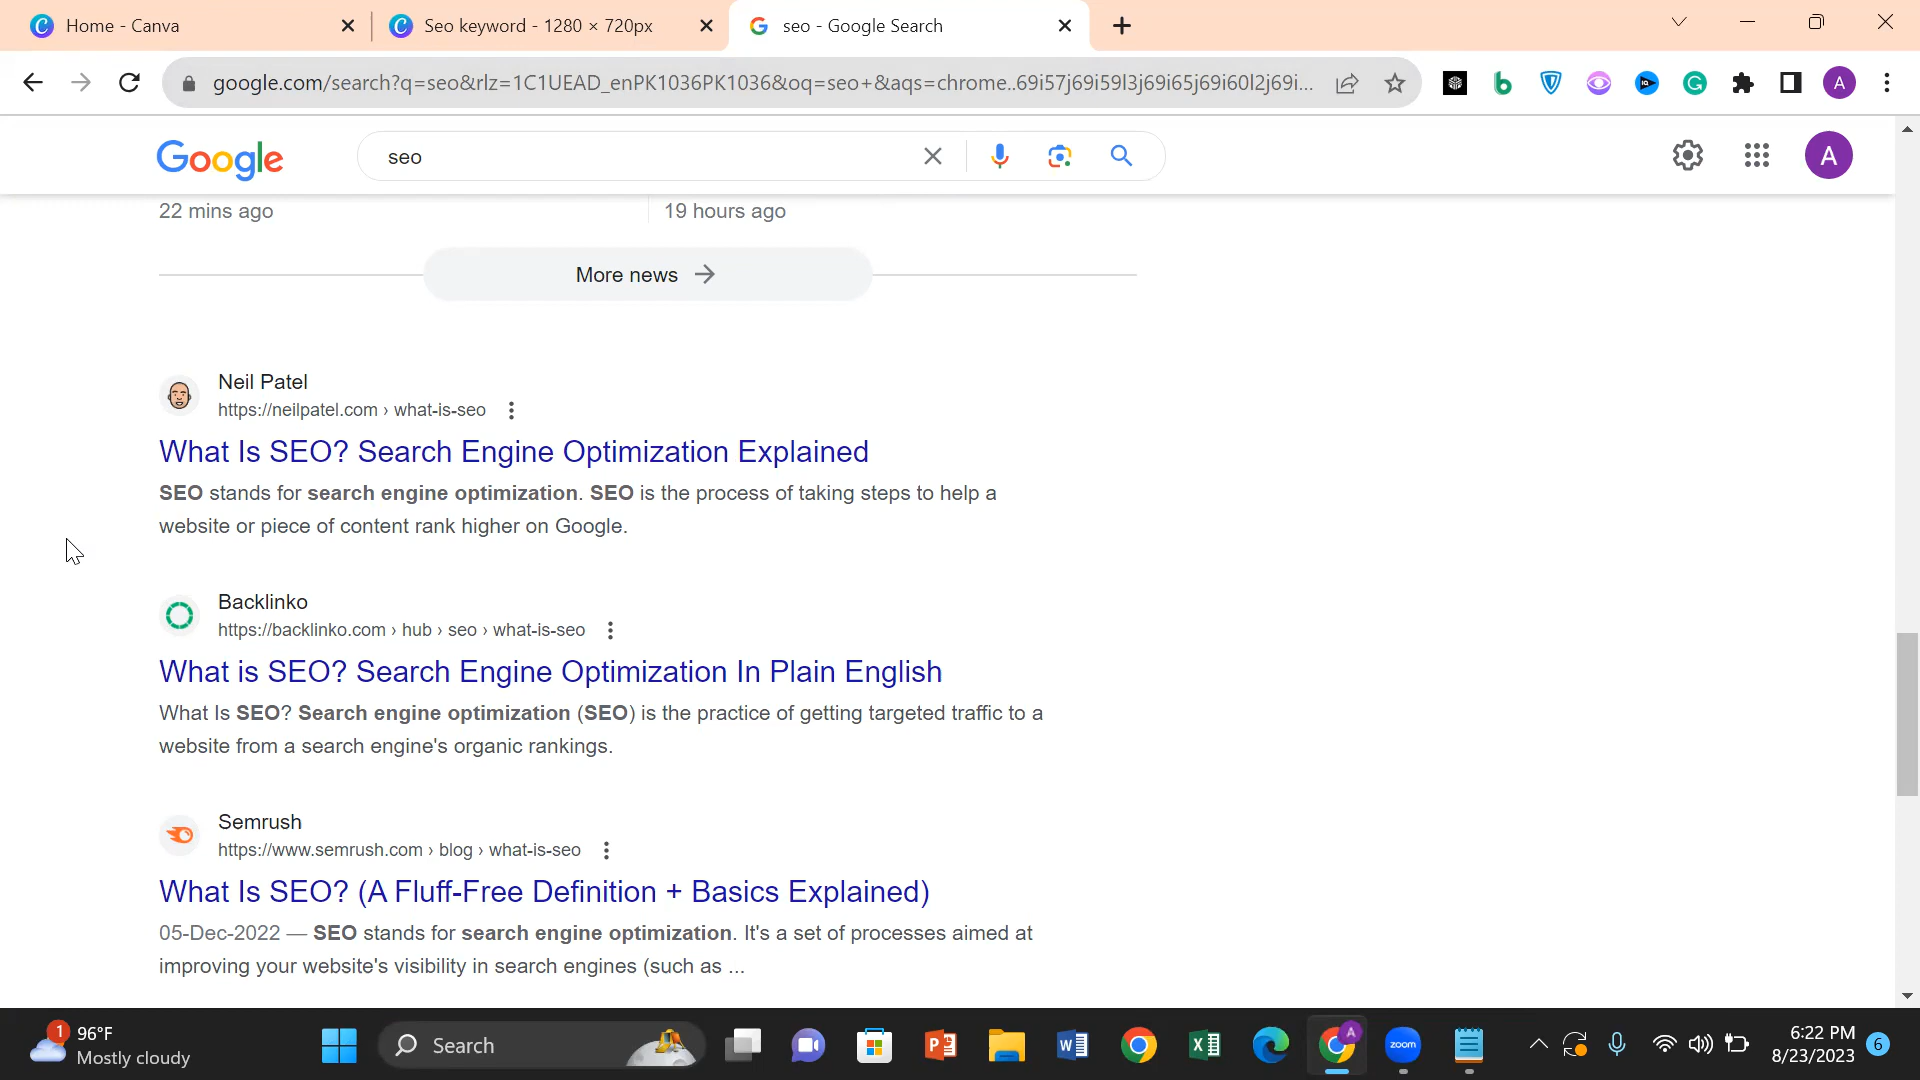 Home - Canva
Seo keyword - 1280 × 720px
seo - Google Search
google.com/search?q=seo&rlz=1C1UEAD_enPK1036PK1036&oq=seo+&aqs=chrome..69i57j69i59l3j69i65j69i60l2j69i...
A
Google
seo
A
22 mins ago
19 hours ago
More news →
Neil Patel
https://neilpatel.com › what-is-seo
What Is SEO? Search Engine Optimization Explained
SEO stands for search engine optimization. SEO is the process of taking steps to help a
website or piece of content rank higher on Google.
Backlinko
https://backlinko.com › hub › seo › what-is-seo
What is SEO? Search Engine Optimization In Plain English
What Is SEO? Search engine optimization (SEO) is the practice of getting targeted traffic to a
website from a search engine's organic rankings.
Semrush
https://www.semrush.com › blog › what-is-seo
What Is SEO? (A Fluff-Free Definition + Basics Explained)
05-Dec-2022 — SEO stands for search engine optimization. It's a set of processes aimed at
improving your website's visibility in search engines (such as ...
1
96°F
Mostly cloudy
Search
A
zoom
6:22 PM
8/23/2023
6